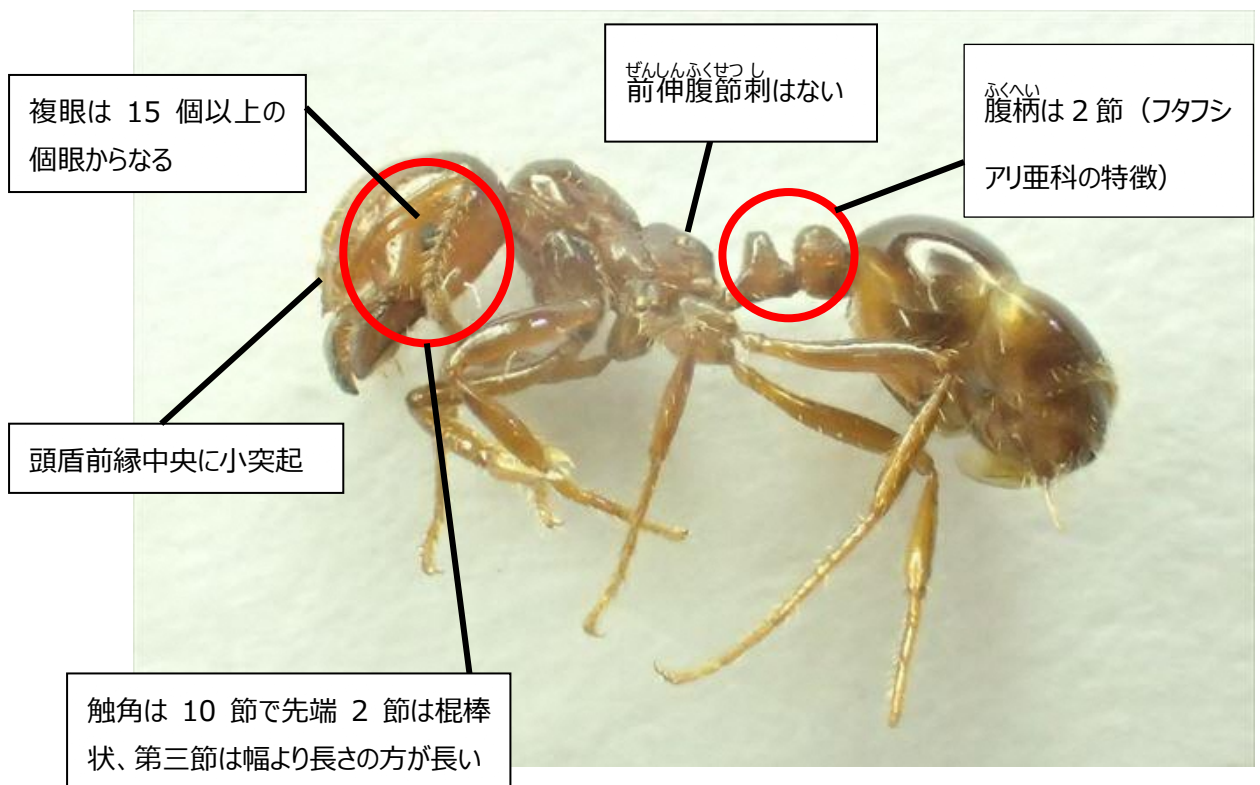 複眼は 15 個以上の
個眼からなる
ぜんしんふくせつし
前伸腹節刺はない
ふくへい
腹柄は 2 節（フタフシ
アリ亜科の特徴）
頭盾前縁中央に小突起
触角は 10 節で先端 2 節は棍棒
状、第三節は幅より長さの方が長い